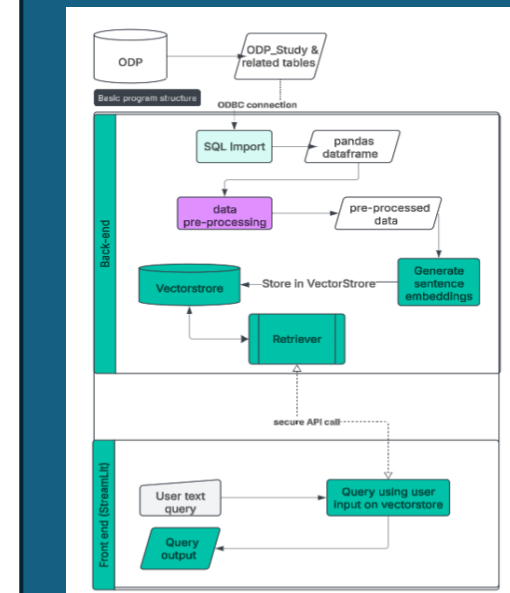 ODP
ODP_Study &
related tables
Basic program structure
ODBC connection
SQL Import
pandas
dataframe
data
pre-processing
pre-processed
data
Back-end
Vectorstrore
Store in VectorStrore
Generate
sentence
embeddings
Retriever
secure API call
Front end (StreamLit)
User text
query
Query using user
input on vectorstore
Query
output